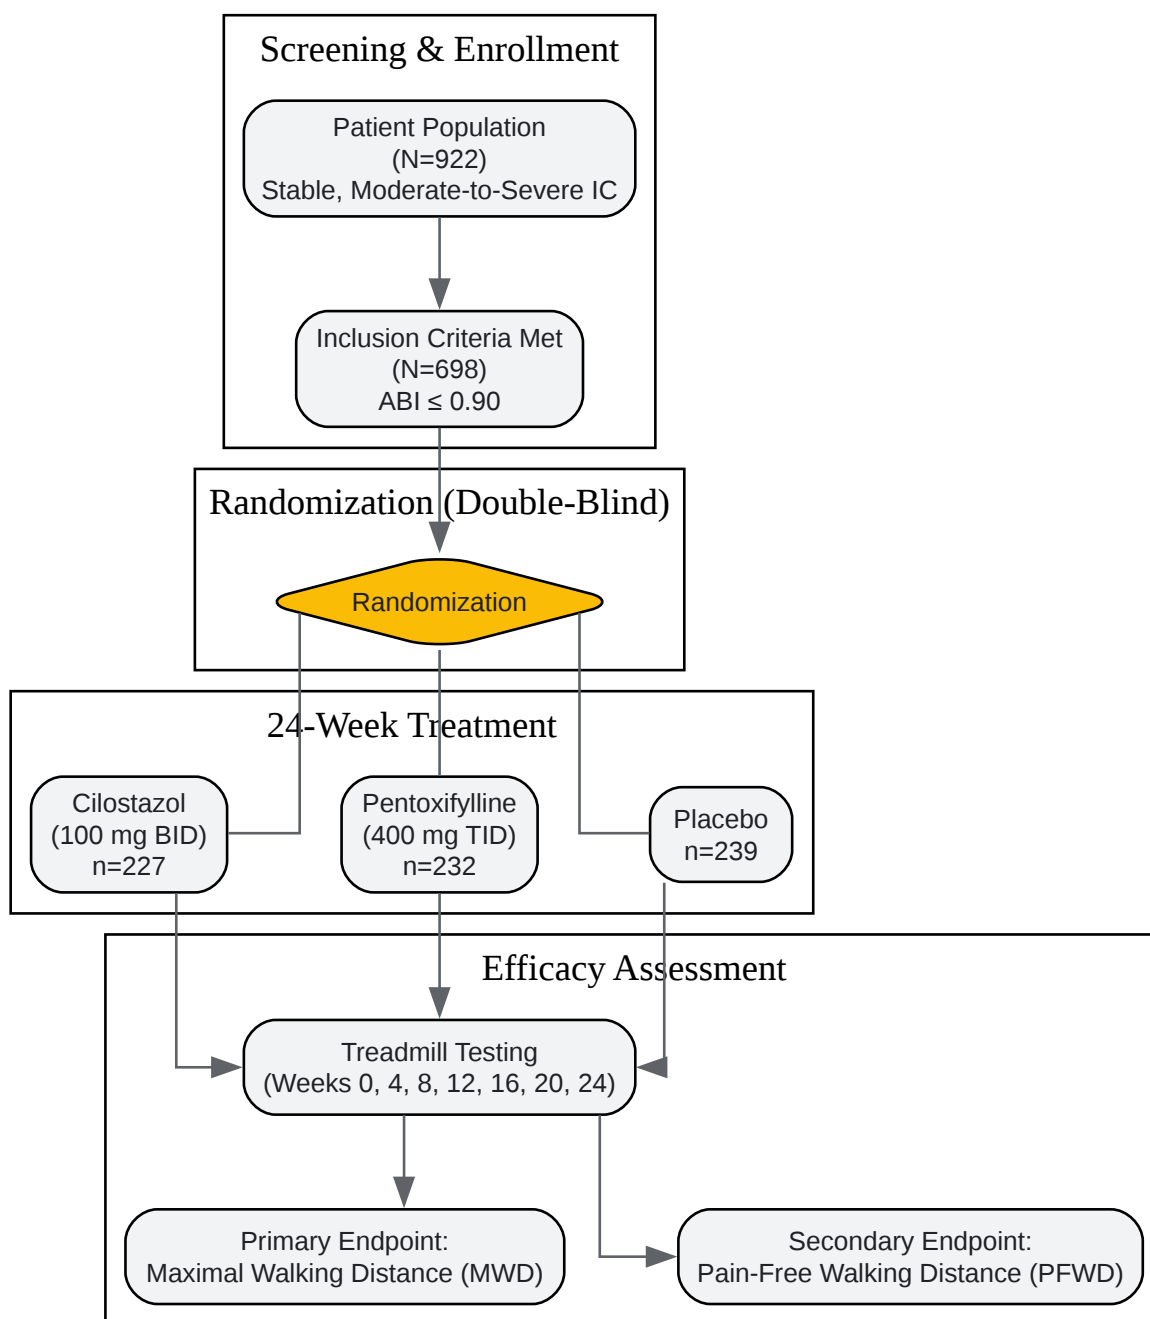 Screening & Enrollment
Patient Population
(N=922)
Stable, Moderate-to-Severe IC
Inclusion Criteria Met
(N=698)
ABI ≤ 0.90
Randomization (Double-Blind)
Randomization
24-Week Treatment
Cilostazol
(100 mg BID)
n=227
Pentoxifylline
(400 mg TID)
n=232
Placebo
n=239
Efficacy Assessment
Treadmill Testing
(Weeks 0, 4, 8, 12, 16, 20, 24)
Primary Endpoint:
Maximal Walking Distance (MWD)
Secondary Endpoint:
Pain-Free Walking Distance (PFWD)